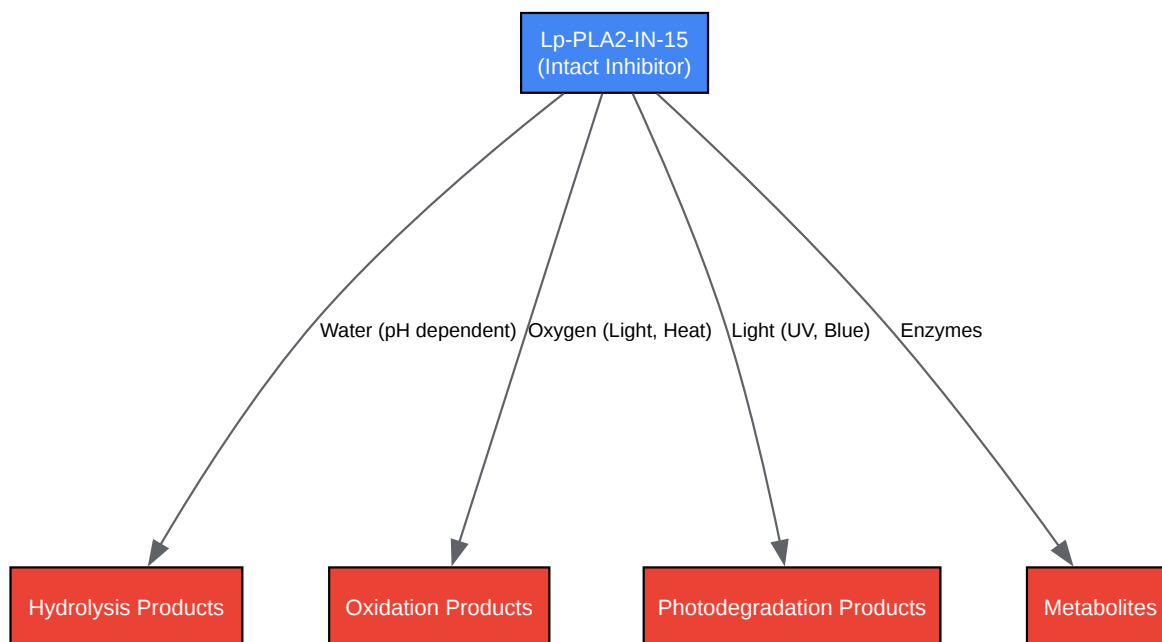 Lp-PLA2-IN-15
(Intact Inhibitor)
Water (pH dependent)
Oxygen (Light, Heat)
Light (UV, Blue)
Enzymes
Hydrolysis Products
Oxidation Products
Photodegradation Products
Metabolites